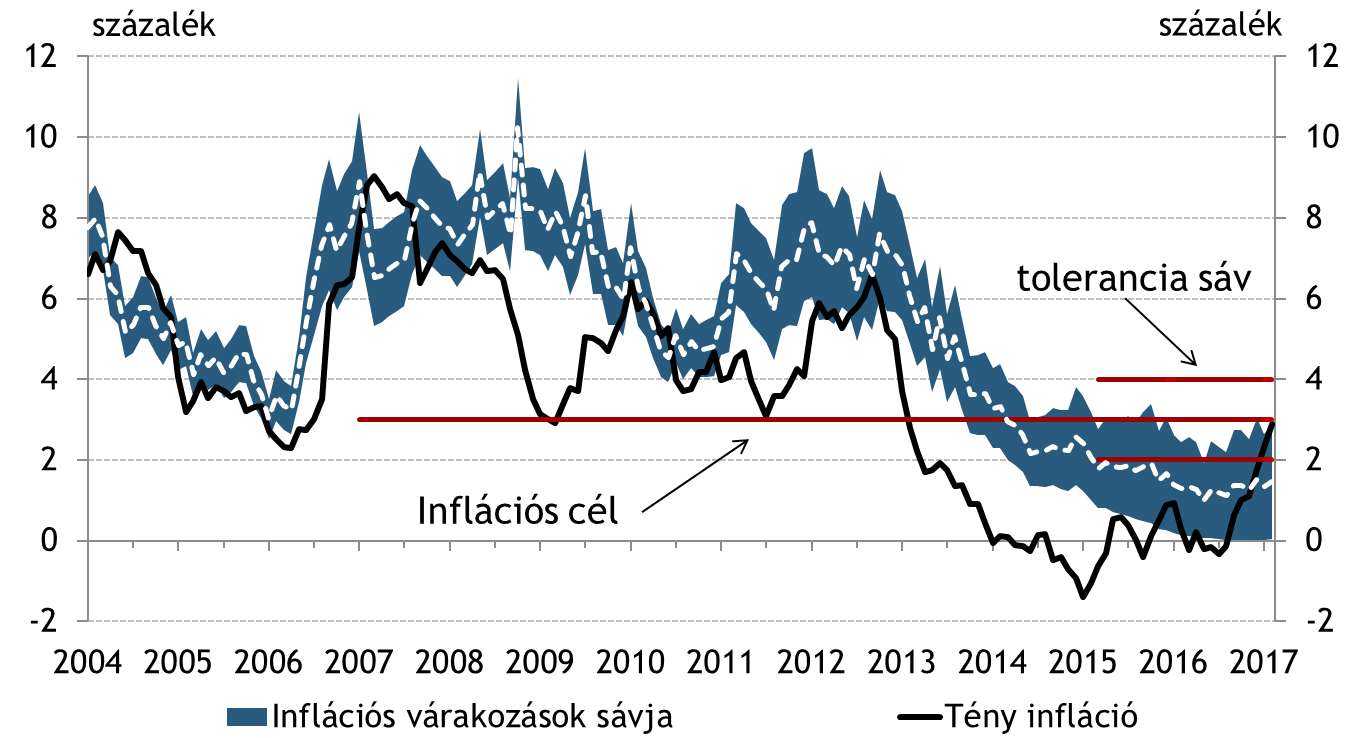 százalék
százalék
12
12
10
10
8
8
6
6
4
4
2
2
0
0
-2
-2
tolerancia sáv
Inflációs cél
2004 2005 2006 2007 2008 2009 2010 2011 2012 2013 2014 2015 2016 2017
Inflációs várakozások sávja
Tény infláció